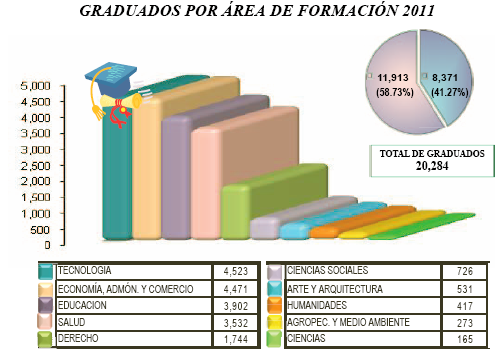 GRADUADOS POR ÁREA DE FORMACIÓN 2011
11,913
(58.73%)
8,371
(41.27%)
TOTAL DE GRADUADOS
20,284
5,000
4,500
4,000
3,500
3,000
2,500
2,000
1,500
1,000
500
0
TECNOLOGIA 4,523
ECONOMÍA, ADMÓN. Y COMERCIO 4,471
EDUCACION 3,902
SALUD 3,532
DERECHO 1,744
CIENCIAS SOCIALES 726
ARTE Y ARQUITECTURA 531
HUMANIDADES 417
AGROPEC. Y MEDIO AMBIENTE 273
CIENCIAS 165